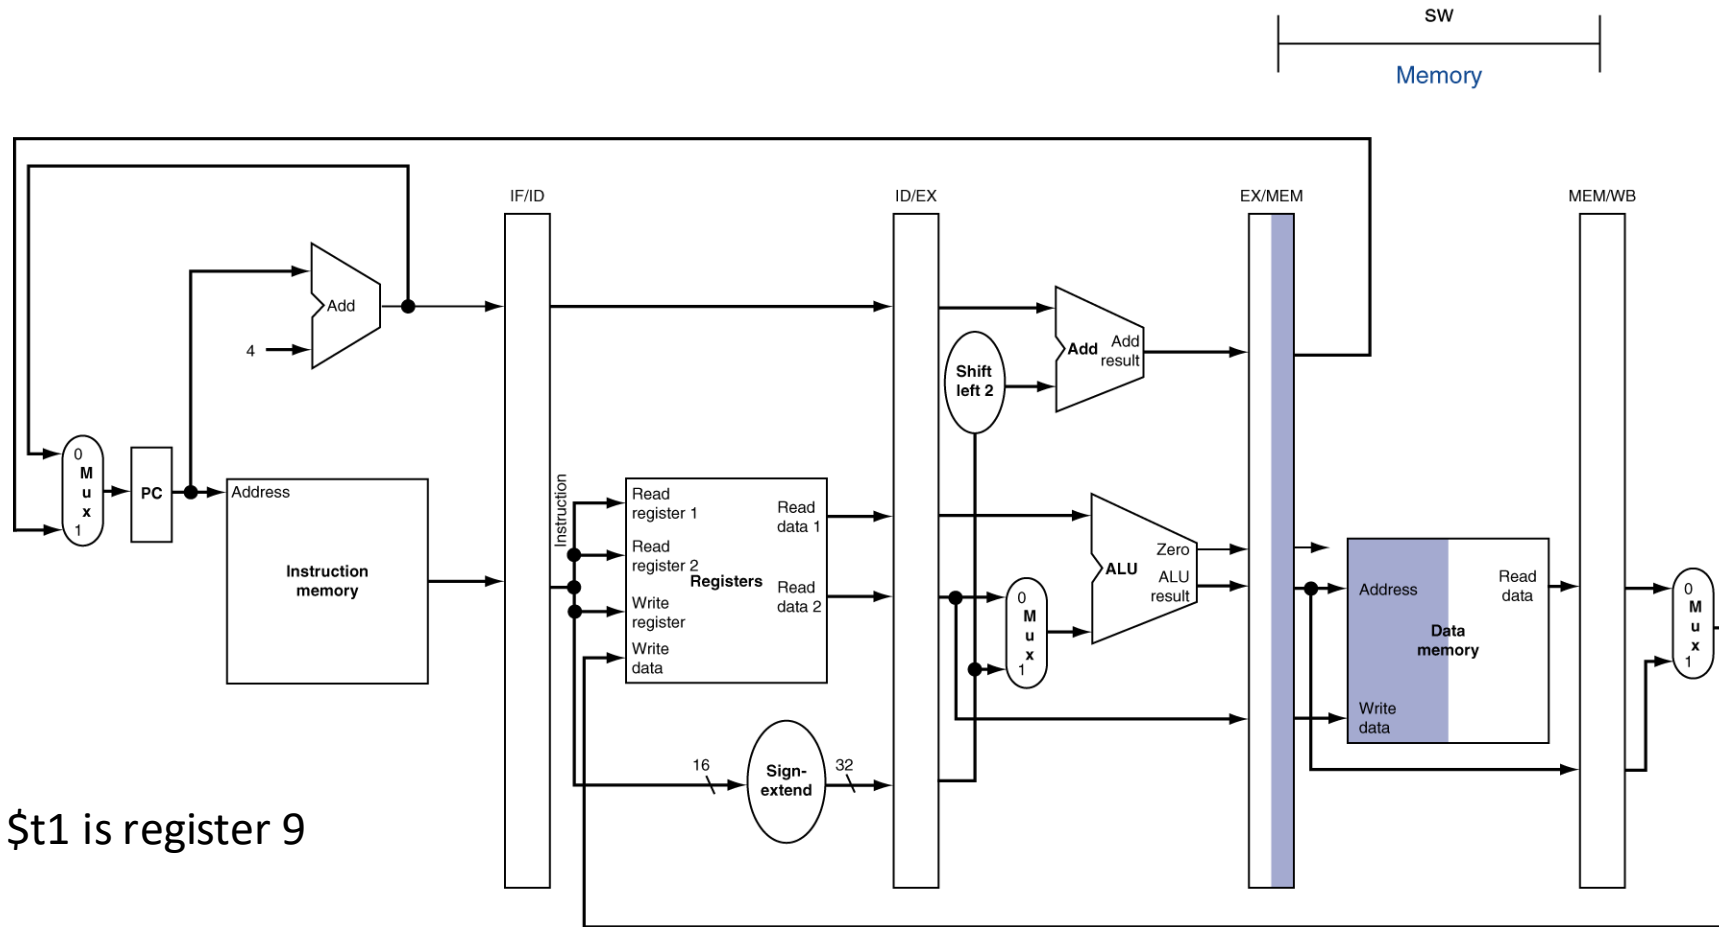 SW
Memory
IF/ID
ID/EX
EX/MEM
MEM/WB
Add
4
Add
Add
result
Shift
left 2
0
M
u
x
1
PC
Address
Instruction
memory
Instruction
Read
register 1
Read
register 2
Write
register
Write
data
Registers
Read
data 1
Read
data 2
16
Sign-
extend
32
0
M
u
x
1
Zero
ALU
ALU
result
Address
Read
data
Data
memory
Write
data
0
M
u
x
1
$t1 is register 9